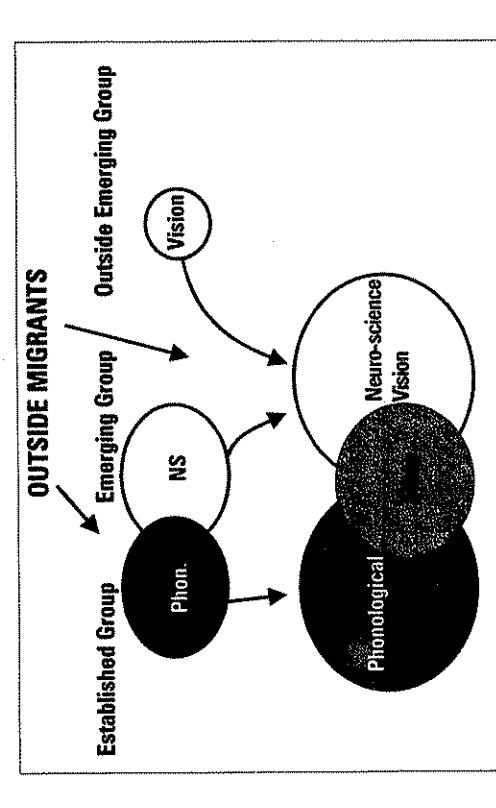 OUTSIDE MIGRANTS
Established Group
Emerging Group
Outside Emerging Group
Phon.
NS
Vision
Phonological
Neuro-science
Vision